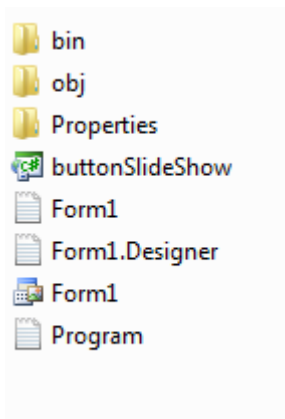 bin
obj
Properties
buttonSlideShow
Form1
Form1.Designer
Form1
Program